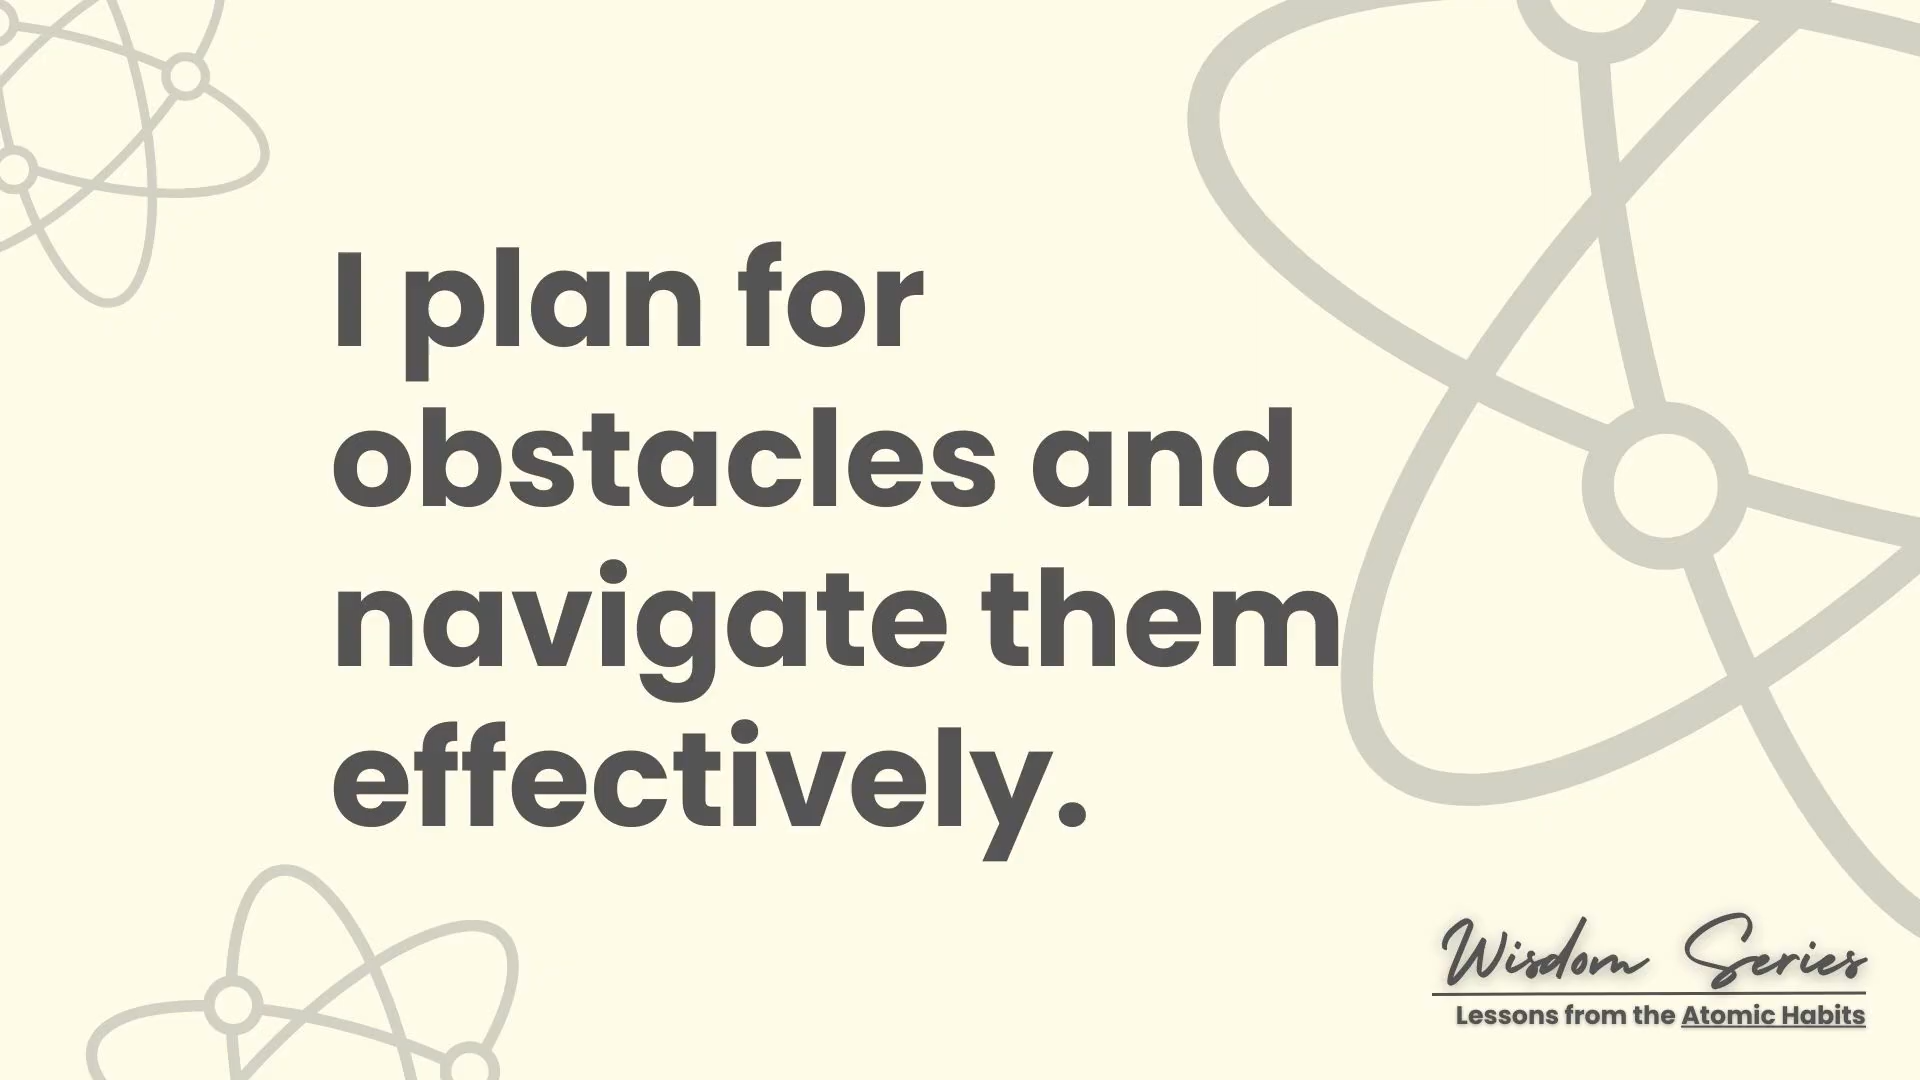 I plan for
obstacles and
navigate them
effectively.
Wisdom Series
Lessons from the Atomic Habits